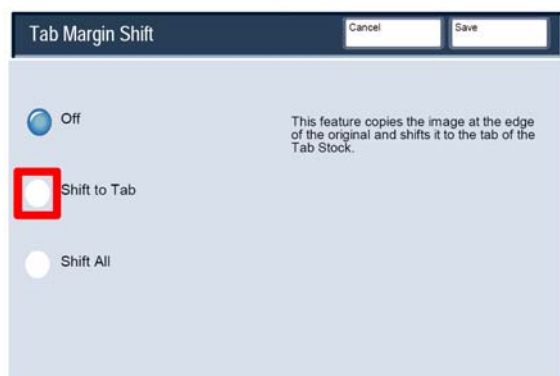 Tab Margin Shift
Cancel
Save
Off
This feature copies the image at the edge
of the original and shifts it to the tab of the
Tab Stock.
Shift to Tab
Shift All